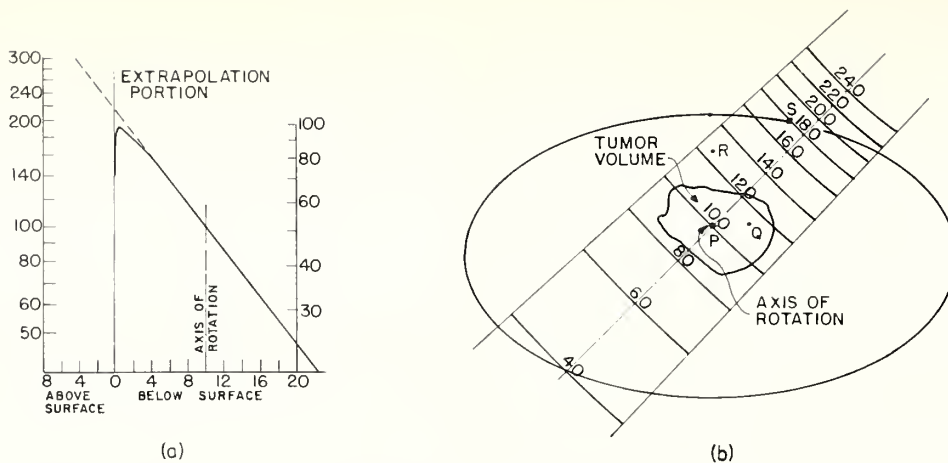 300
240
220
200
140
100
80
60
50
EXTRAPOLATION
PORTION
100
80
60
40
30
AXIS OF
ROTATION
8 4 0 4 8 12 16 20
ABOVE
SURFACE
BELOW SURFACE
(a)
240
220
200
S 180
160
140
120
100
80
60
40
TUMOR
VOLUME
R
Q
P
AXIS OF
ROTATION
(b)